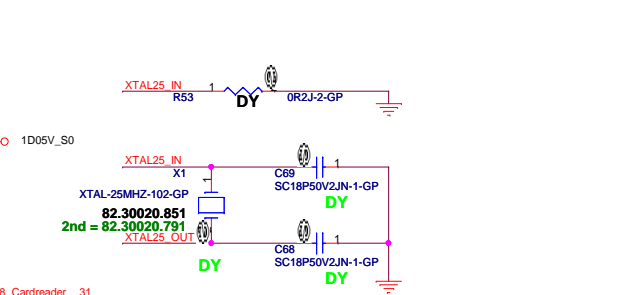 XTAL25_IN 1
R53 DY 0R2J-2-GP
1D05V_S0
XTAL25_IN
X1 C69 1
SC18P50V2JN-1-GP
1
XTAL-25MHZ-102-GP DY
82.30020.851
2nd = 82.30020.791
XTAL25_OUT 1
C68
DY SC18P50V2JN-1-GP
DY
8 Cardreader 31